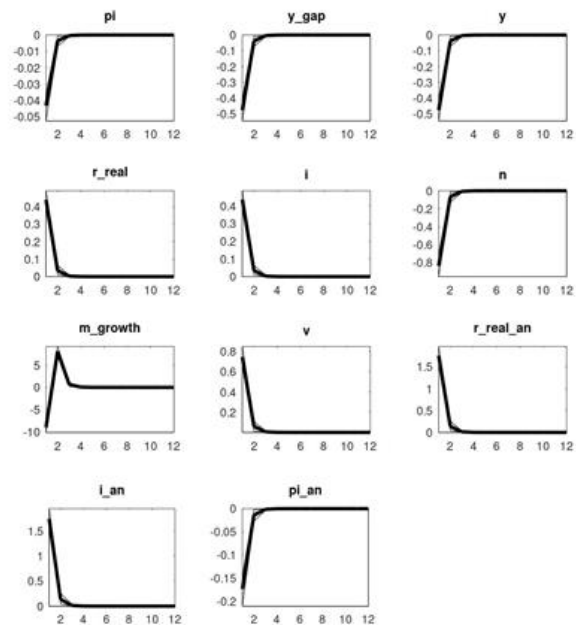 pi y_gap y
0 0 0
-0.01 -0.1 -0.1
-0.02 -0.2 -0.2
-0.03 -0.3 -0.3
-0.04 -0.4 -0.4
-0.05 -0.5 -0.5
2 4 6 8 10 12 2 4 6 8 10 12 2 4 6 8 10 12
r_real i n
0.4 0.4 0
0.3 0.3 -0.2
0.2 0.2 -0.4
0.1 0.1 -0.6
0 0 -0.8
2 4 6 8 10 12 2 4 6 8 10 12 2 4 6 8 10 12
m_growth v r_real_an
5 0.8 1.5
0 0.6 1
-5 0.4 0.5
-10 0.2 0
2 4 6 8 10 12 2 4 6 8 10 12 2 4 6 8 10 12
i_an pi_an
1.5 0
1 -0.05
0.5 -0.1
0 -0.15
-0.2
2 4 6 8 10 12 2 4 6 8 10 12